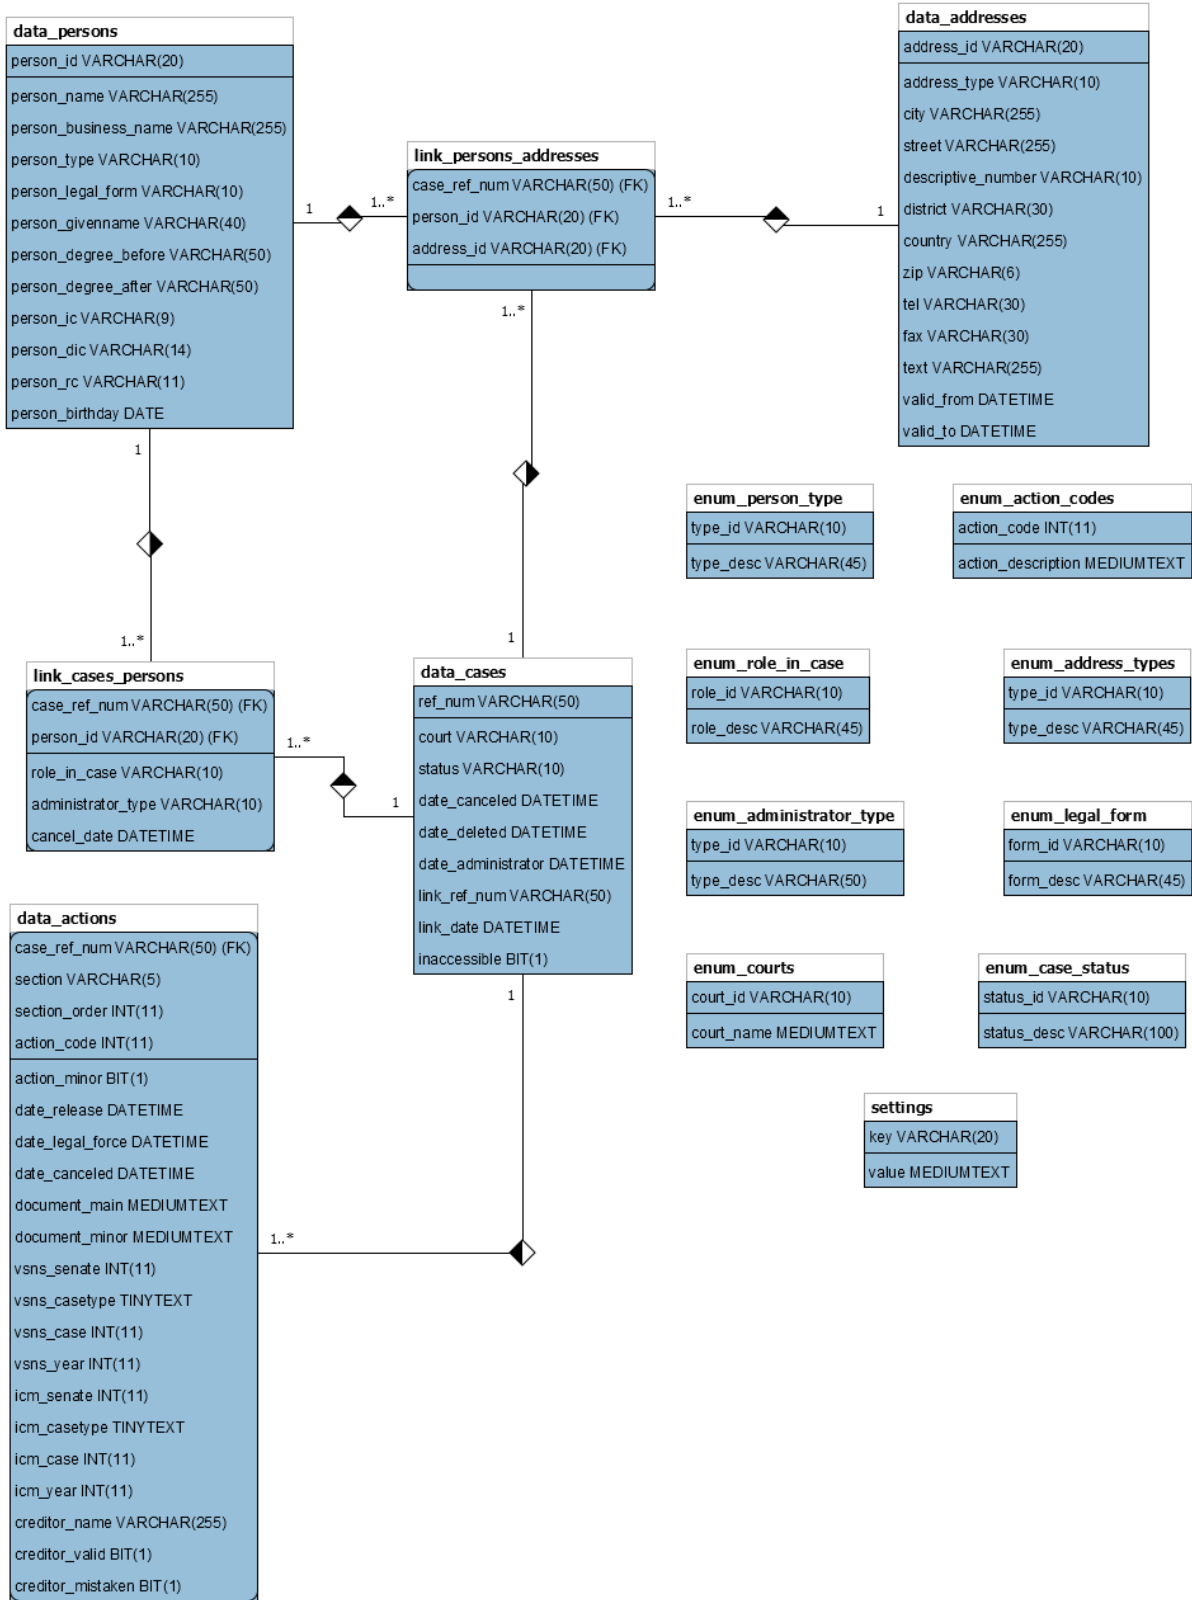 data_persons
person_id VARCHAR(20)
person_name VARCHAR(255)
person_business_name VARCHAR(255)
person_type VARCHAR(10)
person_legal_form VARCHAR(10)
person_givenname VARCHAR(40)
person_degree_before VARCHAR(50)
person_degree_after VARCHAR(50)
person_ic VARCHAR(9)
person_dic VARCHAR(14)
person_rc VARCHAR(11)
person_birthday DATE
1
1..*
link_persons_addresses
case_ref_num VARCHAR(50) (FK)
person_id VARCHAR(20) (FK)
address_id VARCHAR(20) (FK)
1..*
1
data_addresses
address_id VARCHAR(20)
address_type VARCHAR(10)
city VARCHAR(255)
street VARCHAR(255)
descriptive_number VARCHAR(10)
district VARCHAR(30)
country VARCHAR(255)
zip VARCHAR(6)
tel VARCHAR(30)
fax VARCHAR(30)
text VARCHAR(255)
valid_from DATETIME
valid_to DATETIME
1..*
1
1
1..*
link_cases_persons
case_ref_num VARCHAR(50) (FK)
person_id VARCHAR(20) (FK)
role_in_case VARCHAR(10)
administrator_type VARCHAR(10)
cancel_date DATETIME
1..*
1
data_cases
ref_num VARCHAR(50)
court VARCHAR(10)
status VARCHAR(10)
date_canceled DATETIME
date_deleted DATETIME
date_administrator DATETIME
link_ref_num VARCHAR(50)
link_date DATETIME
inaccessible BIT(1)
1
1..*
data_actions
case_ref_num VARCHAR(50) (FK)
section VARCHAR(5)
section_order INT(11)
action_code INT(11)
action_minor BIT(1)
date_release DATETIME
date_legal_force DATETIME
date_canceled DATETIME
document_main MEDIUMTEXT
document_minor MEDIUMTEXT
vsns_senate INT(11)
vsns_casetype TINYTEXT
vsns_case INT(11)
vsns_year INT(11)
icm_senate INT(11)
icm_casetype TINYTEXT
icm_case INT(11)
icm_year INT(11)
creditor_name VARCHAR(255)
creditor_valid BIT(1)
creditor_mistaken BIT(1)
enum_person_type
type_id VARCHAR(10)
type_desc VARCHAR(45)
enum_action_codes
action_code INT(11)
action_description MEDIUMTEXT
enum_role_in_case
role_id VARCHAR(10)
role_desc VARCHAR(45)
enum_address_types
type_id VARCHAR(10)
type_desc VARCHAR(45)
enum_administrator_type
type_id VARCHAR(10)
type_desc VARCHAR(50)
enum_legal_form
form_id VARCHAR(10)
form_desc VARCHAR(45)
enum_courts
court_id VARCHAR(10)
court_name MEDIUMTEXT
enum_case_status
status_id VARCHAR(10)
status_desc VARCHAR(100)
settings
key VARCHAR(20)
value MEDIUMTEXT